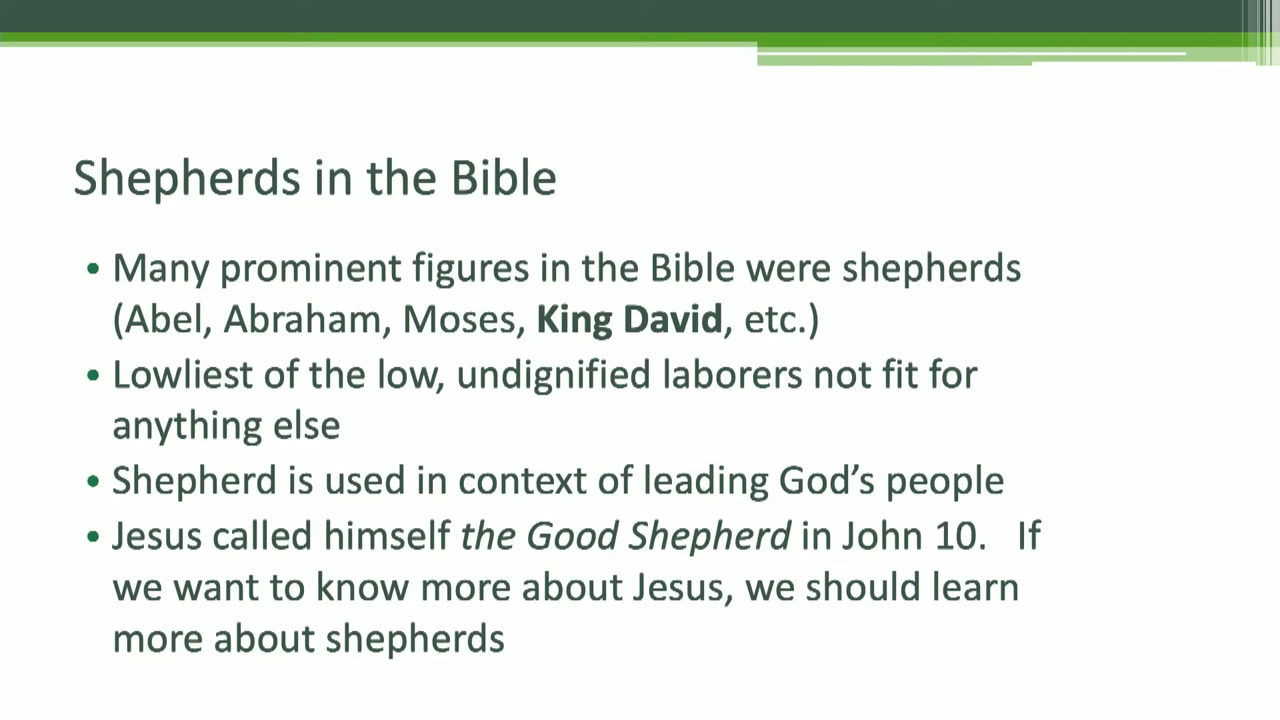 Shepherds in the Bible
• Many prominent figures in the Bible were shepherds
(Abel, Abraham, Moses, King David, etc.)
• Lowliest of the low, undignified laborers not fit for
anything else
• Shepherd is used in context of leading God’s people
• Jesus called himself the Good Shepherd in John 10.   If
we want to know more about Jesus, we should learn
more about shepherds